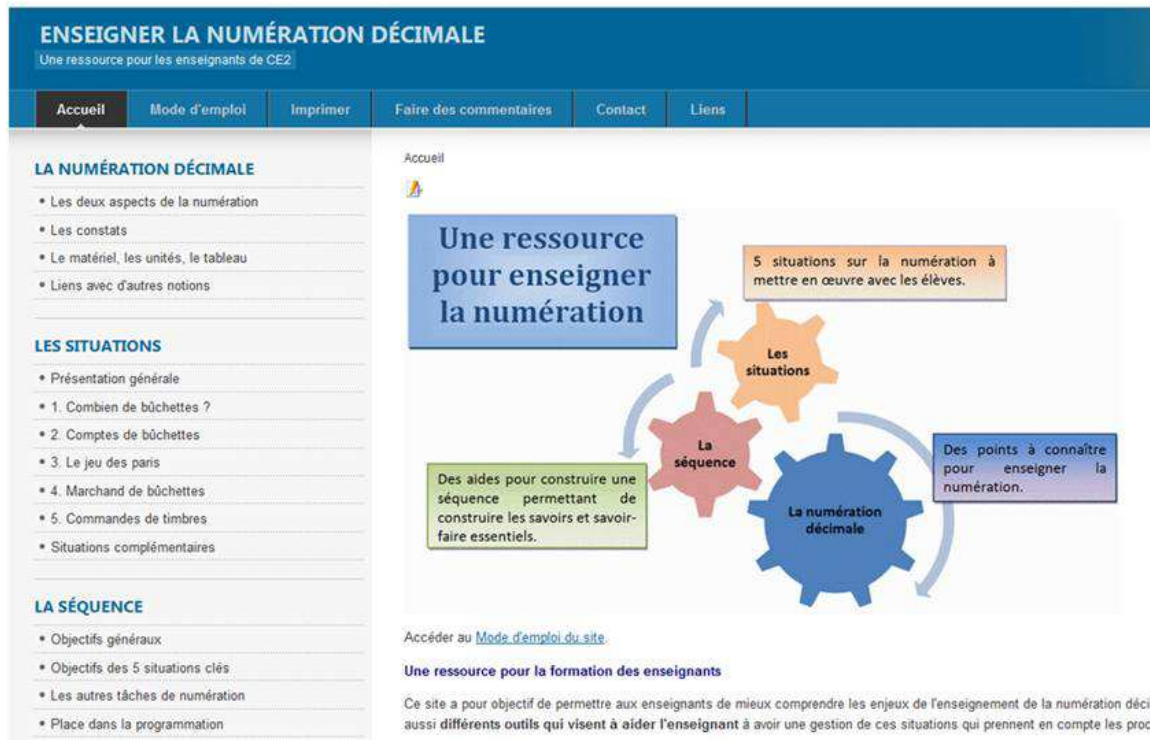 ENSEIGNER LA NUMÉRATION DÉCIMALE
Une ressource pour les enseignants de CE2
Accueil
Mode d'emploi
Imprimer
Faire des commentaires
Contact
Liens
LA NUMÉRATION DÉCIMALE
• Les deux aspects de la numération
• Les constats
• Le matériel, les unités, le tableau
• Liens avec d'autres notions
LES SITUATIONS
• Présentation générale
• 1. Combien de bûchettes ?
• 2. Comptes de bûchettes
• 3. Le jeu des paris
• 4. Marchand de bûchettes
• 5. Commandes de timbres
• Situations complémentaires
LA SÉQUENCE
• Objectifs généraux
• Objectifs des 5 situations clés
• Les autres tâches de numération
• Place dans la programmation
Accueil
Une ressource
pour enseigner
la numération
5 situations sur la numération à
mettre en œuvre avec les élèves.
Les
situations
La
séquence
Des points à connaître
pour enseigner la
numération.
Des aides pour construire une
séquence permettant de
construire les savoirs et savoir-
faire essentiels.
La numération
décimale
Accéder au Mode d'emploi du site.
Une ressource pour la formation des enseignants
Ce site a pour objectif de permettre aux enseignants de mieux comprendre les enjeux de l'enseignement de la numération déci
aussi différents outils qui visent à aider l'enseignant à avoir une gestion de ces situations qui prennent en compte les proc